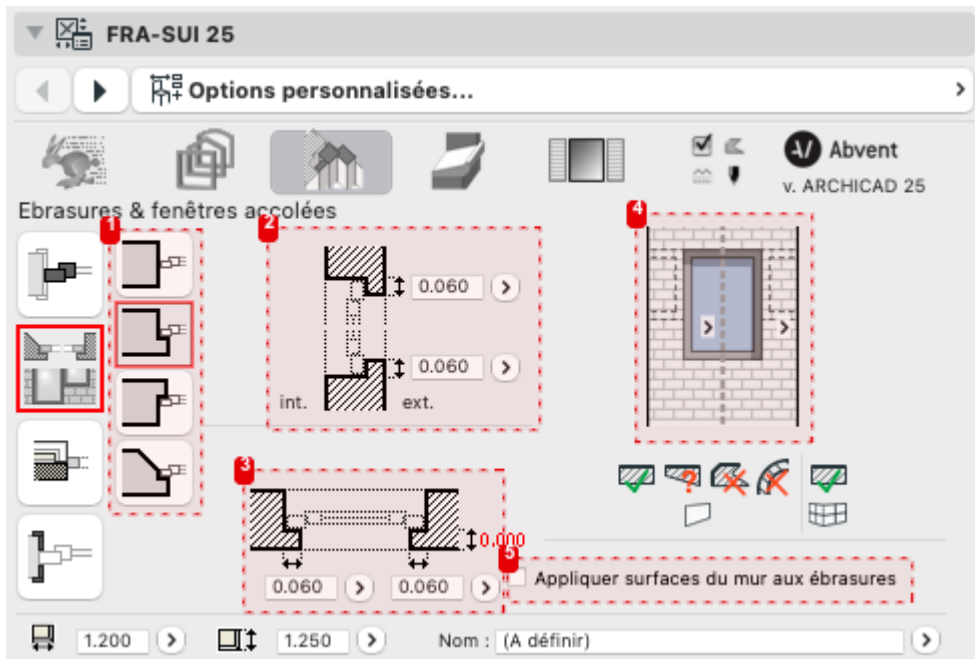 FRA-SUI 25
Options personnalisées...
Abvent
v. ARCHICAD 25
Ebrasures & fenêtres accolées
1
2
4
0.060
0.060
int.
ext.
3
0.000
5
0.060
0.060
Appliquer surfaces du mur aux ébrasures
1.200
1.250
Nom : (A définir)